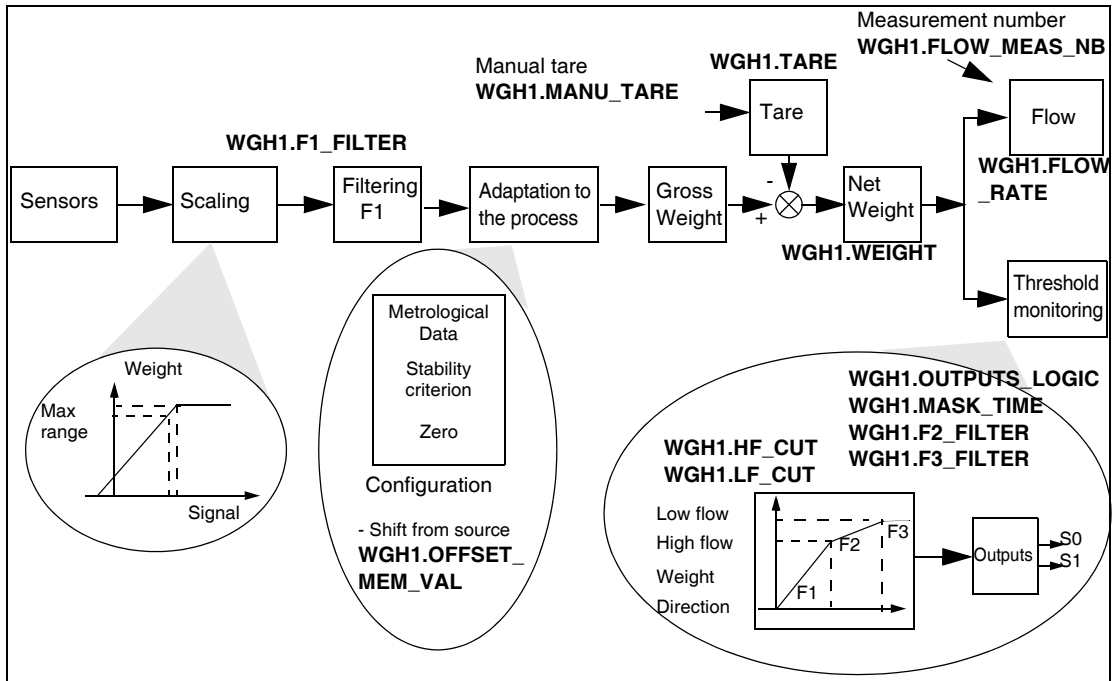 Measurement number
WGH1.FLOW_MEAS_NB
Manual tare
WGH1.MANU_TARE
WGH1.TARE
Tare
Flow
WGH1.FLOW
_RATE
WGH1.F1_FILTER
Sensors
Scaling
Filtering
F1
Adaptation to
the process
Gross
Weight
-
+
Net
Weight
WGH1.WEIGHT
Threshold
monitoring
Weight
Max
range
Signal
Metrological
Data
Stability
criterion
Zero
Configuration
- Shift from source
WGH1.OFFSET_
MEM_VAL
WGH1.OUTPUTS_LOGIC
WGH1.MASK_TIME
WGH1.F2_FILTER
WGH1.F3_FILTER
WGH1.HF_CUT
WGH1.LF_CUT
Low flow
High flow
Weight
Direction
F1
F2
F3
Outputs
S0
S1